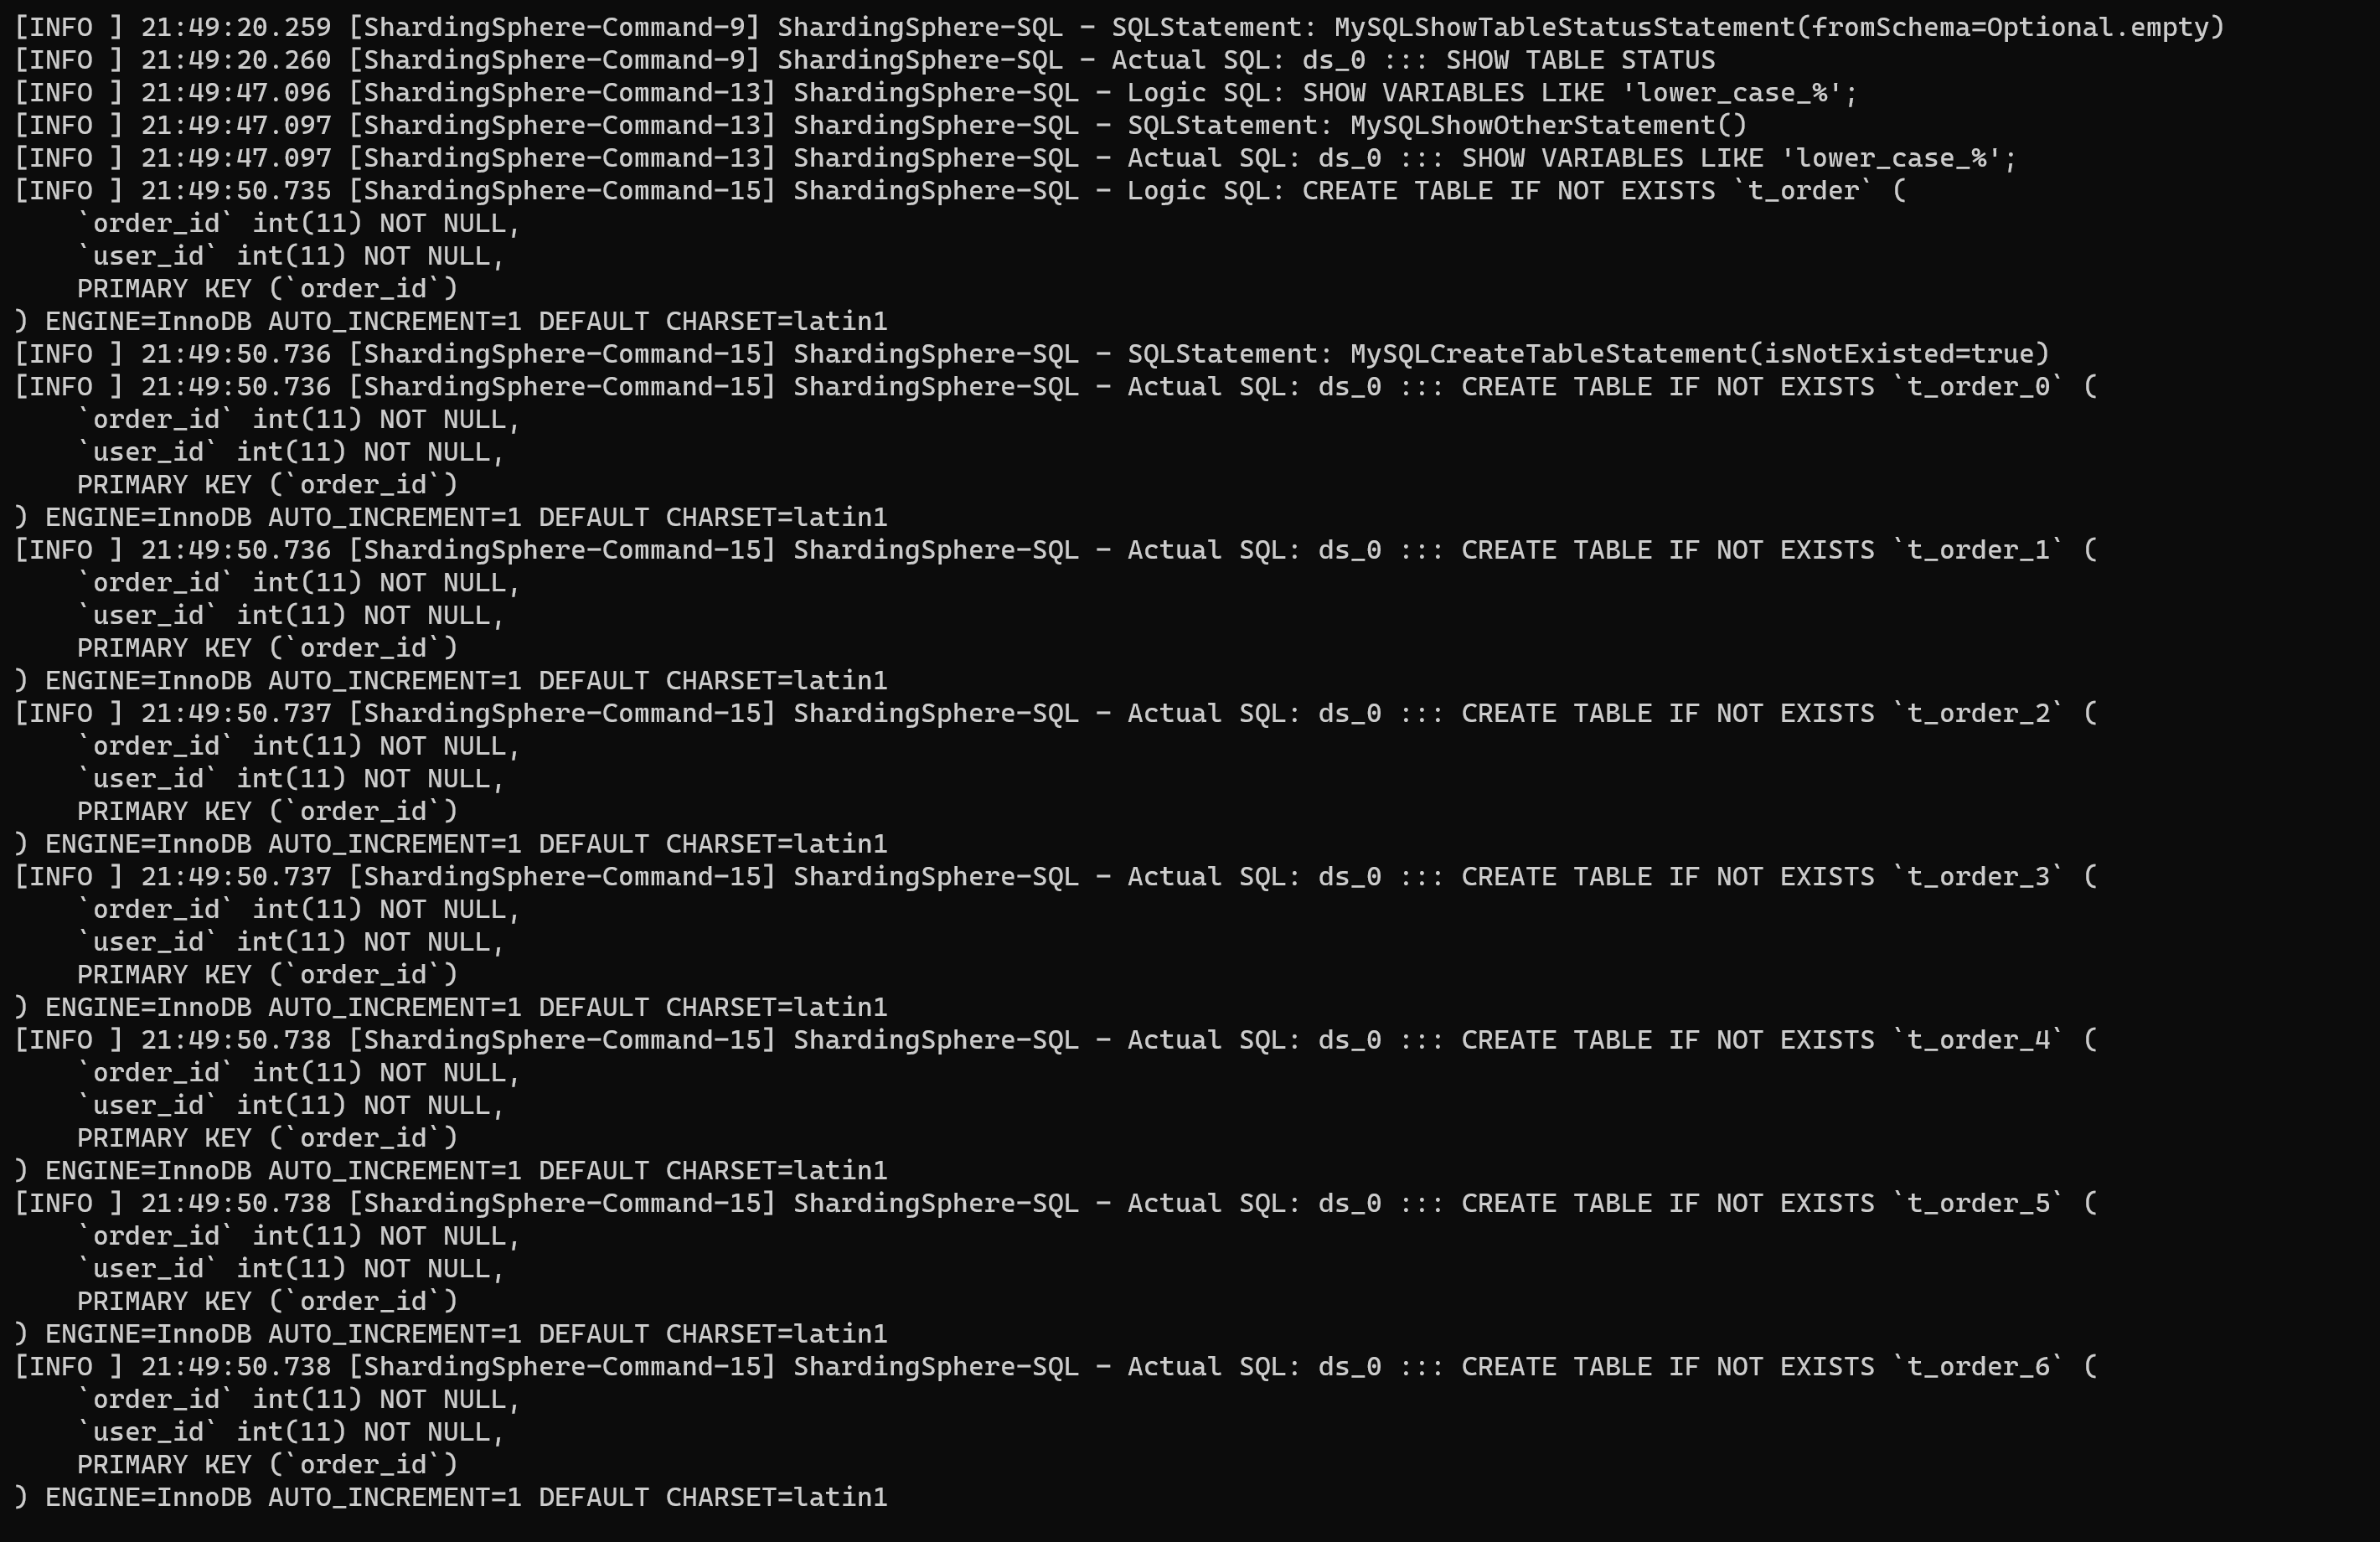 [INFO ] 21:49:20.259 [ShardingSphere-Command-9] ShardingSphere-SQL - SQLStatement: MySQLShowTableStatusStatement(fromSchema=Optional.empty)
[INFO ] 21:49:20.260 [ShardingSphere-Command-9] ShardingSphere-SQL - Actual SQL: ds_0 ::: SHOW TABLE STATUS
[INFO ] 21:49:47.096 [ShardingSphere-Command-13] ShardingSphere-SQL - Logic SQL: SHOW VARIABLES LIKE 'lower_case_%';
[INFO ] 21:49:47.097 [ShardingSphere-Command-13] ShardingSphere-SQL - SQLStatement: MySQLShowOtherStatement()
[INFO ] 21:49:47.097 [ShardingSphere-Command-13] ShardingSphere-SQL - Actual SQL: ds_0 ::: SHOW VARIABLES LIKE 'lower_case_%';
[INFO ] 21:49:50.735 [ShardingSphere-Command-15] ShardingSphere-SQL - Logic SQL: CREATE TABLE IF NOT EXISTS `t_order` (
    `order_id` int(11) NOT NULL,
    `user_id` int(11) NOT NULL,
    PRIMARY KEY (`order_id`)
) ENGINE=InnoDB AUTO_INCREMENT=1 DEFAULT CHARSET=latin1
[INFO ] 21:49:50.736 [ShardingSphere-Command-15] ShardingSphere-SQL - SQLStatement: MySQLCreateTableStatement(isNotExisted=true)
[INFO ] 21:49:50.736 [ShardingSphere-Command-15] ShardingSphere-SQL - Actual SQL: ds_0 ::: CREATE TABLE IF NOT EXISTS `t_order_0` (
    `order_id` int(11) NOT NULL,
    `user_id` int(11) NOT NULL,
    PRIMARY KEY (`order_id`)
) ENGINE=InnoDB AUTO_INCREMENT=1 DEFAULT CHARSET=latin1
[INFO ] 21:49:50.736 [ShardingSphere-Command-15] ShardingSphere-SQL - Actual SQL: ds_0 ::: CREATE TABLE IF NOT EXISTS `t_order_1` (
    `order_id` int(11) NOT NULL,
    `user_id` int(11) NOT NULL,
    PRIMARY KEY (`order_id`)
) ENGINE=InnoDB AUTO_INCREMENT=1 DEFAULT CHARSET=latin1
[INFO ] 21:49:50.737 [ShardingSphere-Command-15] ShardingSphere-SQL - Actual SQL: ds_0 ::: CREATE TABLE IF NOT EXISTS `t_order_2` (
    `order_id` int(11) NOT NULL,
    `user_id` int(11) NOT NULL,
    PRIMARY KEY (`order_id`)
) ENGINE=InnoDB AUTO_INCREMENT=1 DEFAULT CHARSET=latin1
[INFO ] 21:49:50.737 [ShardingSphere-Command-15] ShardingSphere-SQL - Actual SQL: ds_0 ::: CREATE TABLE IF NOT EXISTS `t_order_3` (
    `order_id` int(11) NOT NULL,
    `user_id` int(11) NOT NULL,
    PRIMARY KEY (`order_id`)
) ENGINE=InnoDB AUTO_INCREMENT=1 DEFAULT CHARSET=latin1
[INFO ] 21:49:50.738 [ShardingSphere-Command-15] ShardingSphere-SQL - Actual SQL: ds_0 ::: CREATE TABLE IF NOT EXISTS `t_order_4` (
    `order_id` int(11) NOT NULL,
    `user_id` int(11) NOT NULL,
    PRIMARY KEY (`order_id`)
) ENGINE=InnoDB AUTO_INCREMENT=1 DEFAULT CHARSET=latin1
[INFO ] 21:49:50.738 [ShardingSphere-Command-15] ShardingSphere-SQL - Actual SQL: ds_0 ::: CREATE TABLE IF NOT EXISTS `t_order_5` (
    `order_id` int(11) NOT NULL,
    `user_id` int(11) NOT NULL,
    PRIMARY KEY (`order_id`)
) ENGINE=InnoDB AUTO_INCREMENT=1 DEFAULT CHARSET=latin1
[INFO ] 21:49:50.738 [ShardingSphere-Command-15] ShardingSphere-SQL - Actual SQL: ds_0 ::: CREATE TABLE IF NOT EXISTS `t_order_6` (
    `order_id` int(11) NOT NULL,
    `user_id` int(11) NOT NULL,
    PRIMARY KEY (`order_id`)
) ENGINE=InnoDB AUTO_INCREMENT=1 DEFAULT CHARSET=latin1